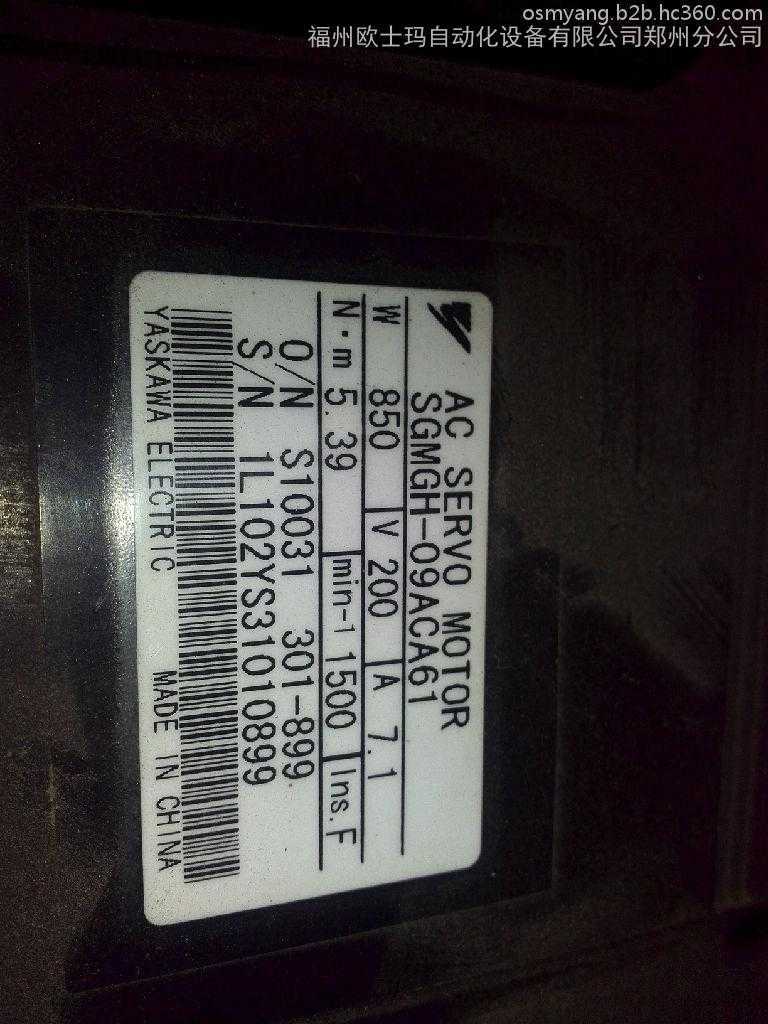 osmyang.b2b.hc360.com
福州欧士玛自动化设备有限公司郑州分公司
AC SERVO MOTOR
SGMGH-09ACA61
W 850 V 200 A 7.1
N·m 5.39 min-1 1500 Ins. F
O/N S10031 301-899
S/N 1L102YS31010899
YASKAWA ELECTRIC MADE IN CHINA